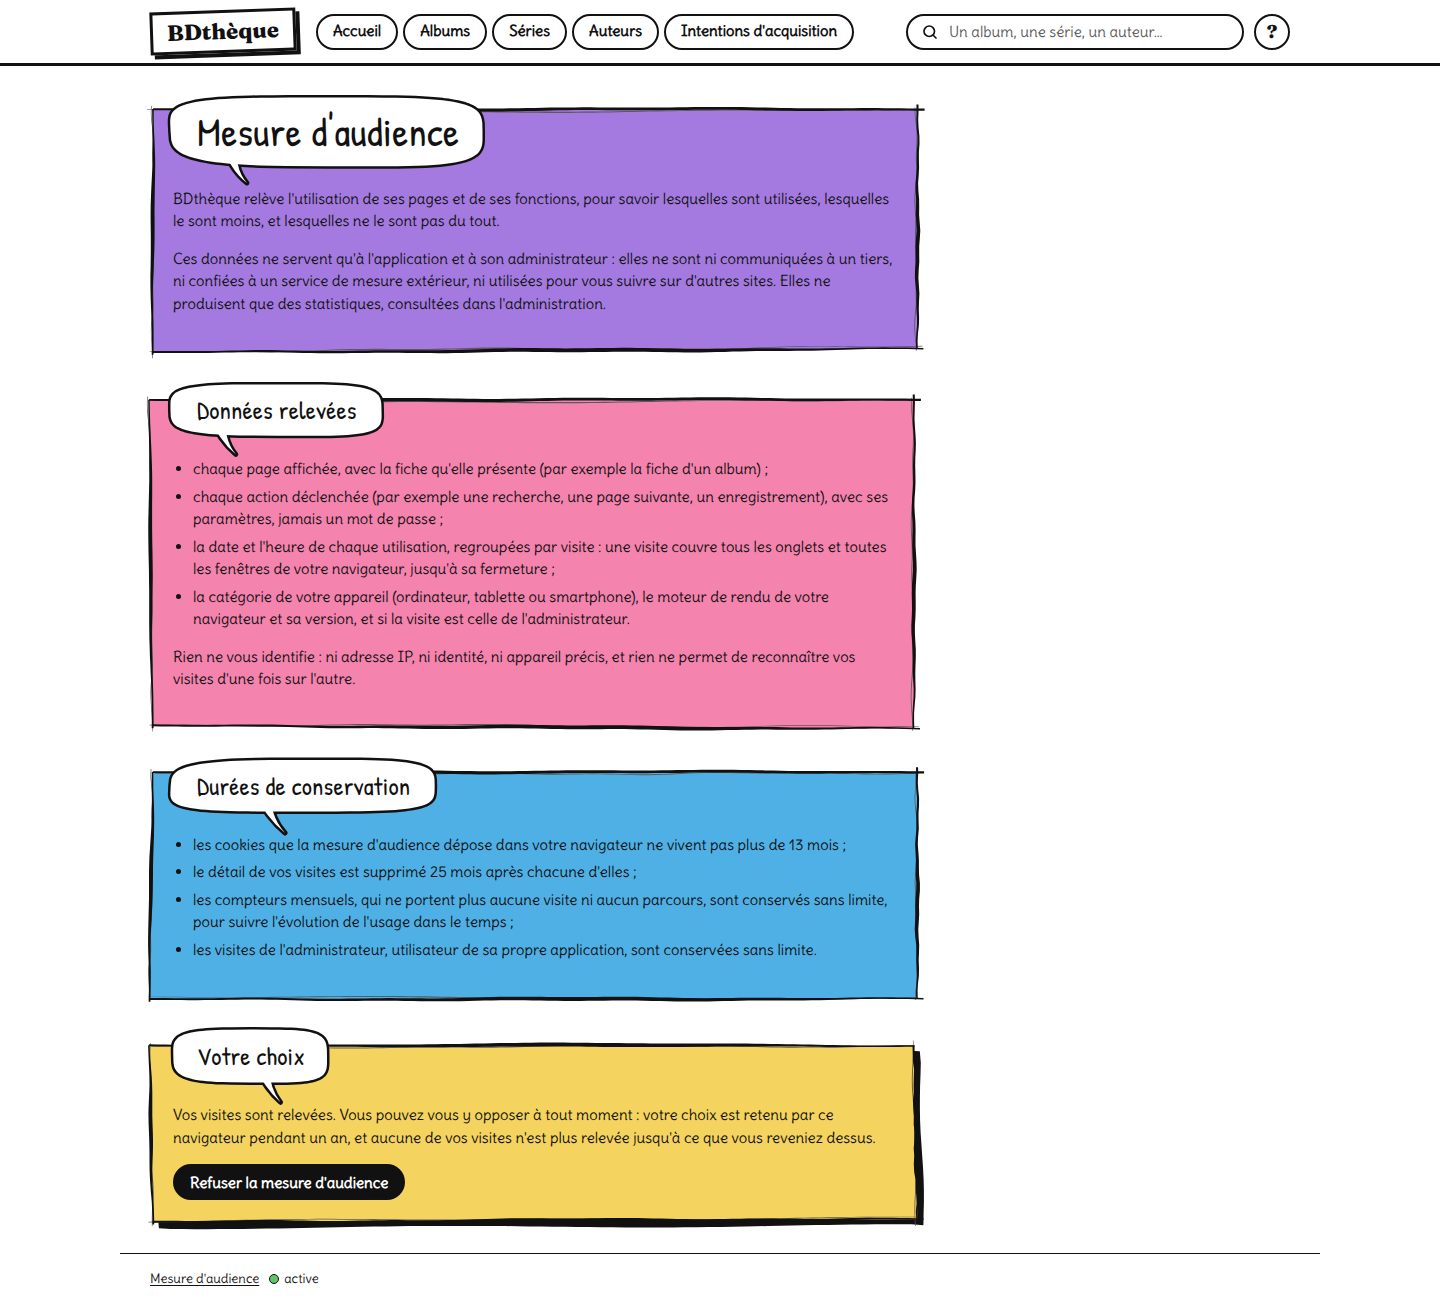 BDthèque
Accueil
Albums
Séries
Auteurs
Intentions d'acquisition
Un album, une série, un auteur...
?
Mesure d'audience
BDthèque relève l'utilisation de ses pages et de ses fonctions, pour savoir lesquelles sont utilisées, lesquelles
le sont moins, et lesquelles ne le sont pas du tout.
Ces données ne servent qu'à l'application et à son administrateur : elles ne sont ni communiquées à un tiers,
ni confiées à un service de mesure extérieur, ni utilisées pour vous suivre sur d'autres sites. Elles ne
produisent que des statistiques, consultées dans l'administration.
Données relevées
• chaque page affichée, avec la fiche qu'elle présente (par exemple la fiche d'un album) ;
• chaque action déclenchée (par exemple une recherche, une page suivante, un enregistrement), avec ses
paramètres, jamais un mot de passe ;
• la date et l'heure de chaque utilisation, regroupées par visite : une visite couvre tous les onglets et toutes
les fenêtres de votre navigateur, jusqu'à sa fermeture ;
• la catégorie de votre appareil (ordinateur, tablette ou smartphone), le moteur de rendu de votre
navigateur et sa version, et si la visite est celle de l'administrateur.
Rien ne vous identifie : ni adresse IP, ni identité, ni appareil précis, et rien ne permet de reconnaître vos
visites d'une fois sur l'autre.
Durées de conservation
• les cookies que la mesure d'audience dépose dans votre navigateur ne vivent pas plus de 13 mois ;
• le détail de vos visites est supprimé 25 mois après chacune d'elles ;
• les compteurs mensuels, qui ne portent plus aucune visite ni aucun parcours, sont conservés sans limite,
pour suivre l'évolution de l'usage dans le temps ;
• les visites de l'administrateur, utilisateur de sa propre application, sont conservées sans limite.
Votre choix
Vos visites sont relevées. Vous pouvez vous y opposer à tout moment : votre choix est retenu par ce
navigateur pendant un an, et aucune de vos visites n'est plus relevée jusqu'à ce que vous reveniez dessus.
Refuser la mesure d'audience
Mesure d'audience
active